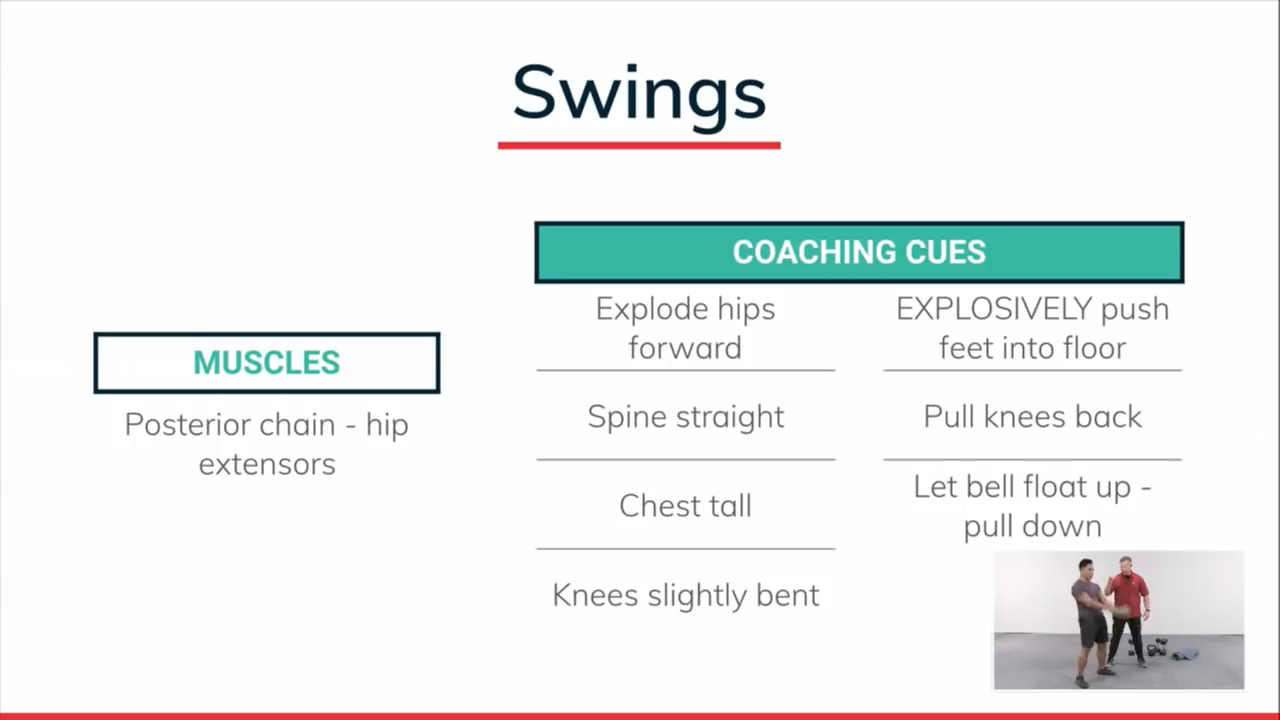 Swings
MUSCLES
Posterior chain - hip
extensors
COACHING CUES
Explode hips
forward
Spine straight
Chest tall
Knees slightly bent
EXPLOSIVELY push
feet into floor
Pull knees back
Let bell float up -
pull down